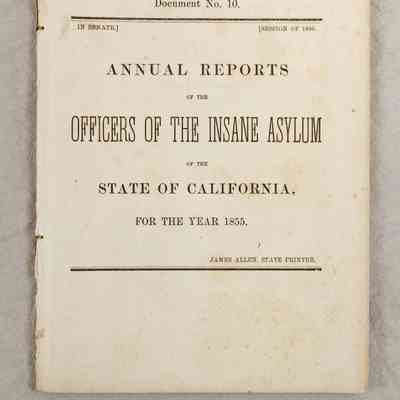 Document No. 10.
IN SENATE.] [SESSION OF 1856.
ANNUAL REPORTS
OF THE
OFFICERS OF THE INSANE ASYLUM
OF THE
STATE OF CALIFORNIA,
FOR THE YEAR 1855.
JAMES ALLEN, STATE PRINTER.